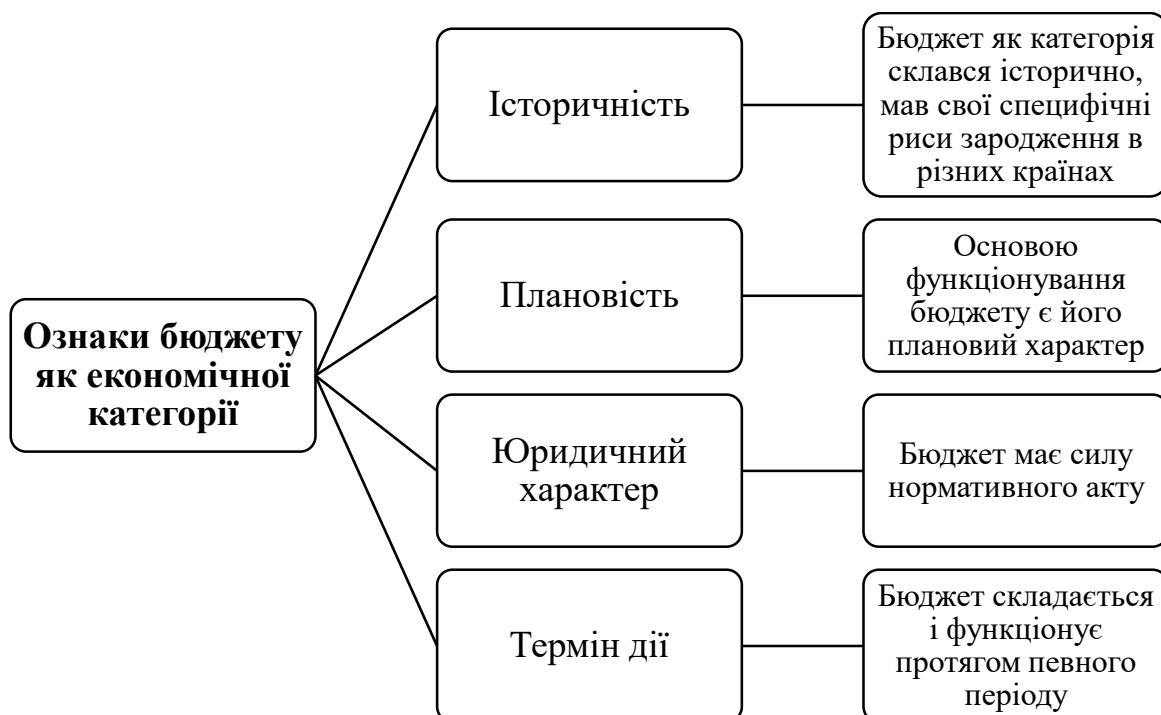 Ознаки бюджету
як економічної
категорії
Історичність
Бюджет як категорія
склався історично,
мав свої специфічні
риси зародження в
різних країнах
Плановість
Основою
функціонування
бюджету є його
плановий характер
Юридичний
характер
Бюджет має силу
нормативного акту
Термін дії
Бюджет складається
і функціонує
протягом певного
періоду